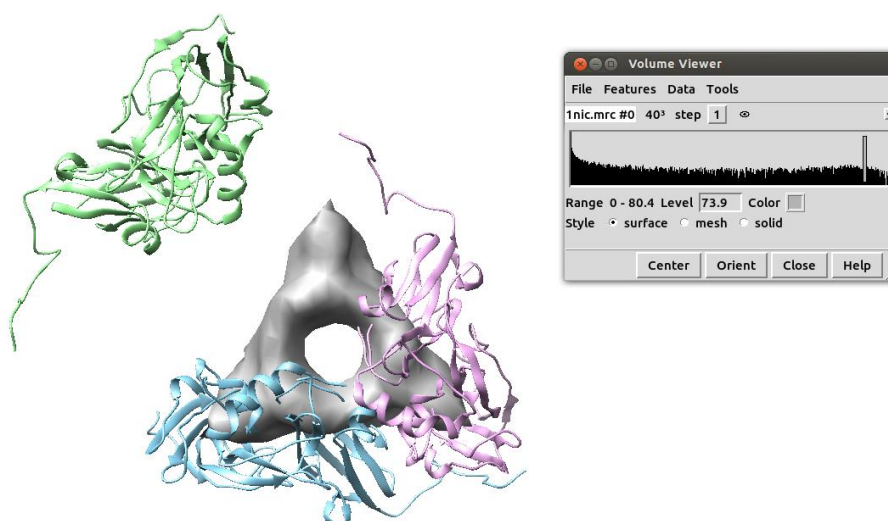 Volume Viewer
File Features Data Tools
1nic.mrc #0 40³ step 1
Range 0 - 80.4 Level 73.9 Color
Style surface mesh solid
Center Orient Close Help